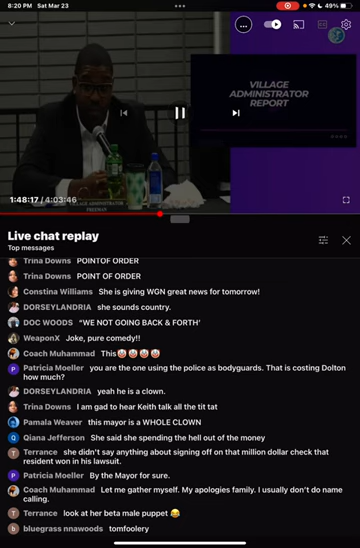 8:20 PM Sat Mar 23
49%
VILLAGE
ADMINISTRATOR
REPORT
VILLAGE ADMINISTRATOR
FREEMAN
1:48:17 / 4:03:46
Live chat replay
Top messages
Trina Downs POINTOF ORDER
Trina Downs POINT OF ORDER
Constina Williams She is giving WGN great news for tomorrow!
DORSEYLANDRIA she sounds country.
DOC WOODS "WE NOT GOING BACK & FORTH'
WeaponX Joke, pure comedy!!
Coach Muhammad This🤡🤡🤡🤡
Patricia Moeller you are the one using the police as bodyguards. That is costing Dolton
how much?
DORSEYLANDRIA yeah he is a clown.
Trina Downs I am gad to hear Keith talk all the tit tat
Pamala Weaver this mayor is a WHOLE CLOWN
Qiana Jefferson She said she spending the hell out of the money
Terrance she didn't say anything about signing off on that million dollar check that
resident won in his lawsuit.
Patricia Moeller By the Mayor for sure.
Coach Muhammad Let me gather myself. My apologies family. I usually don't do name
calling.
Terrance look at her beta male puppet 😂
bluegrass nnawoods tomfoolery